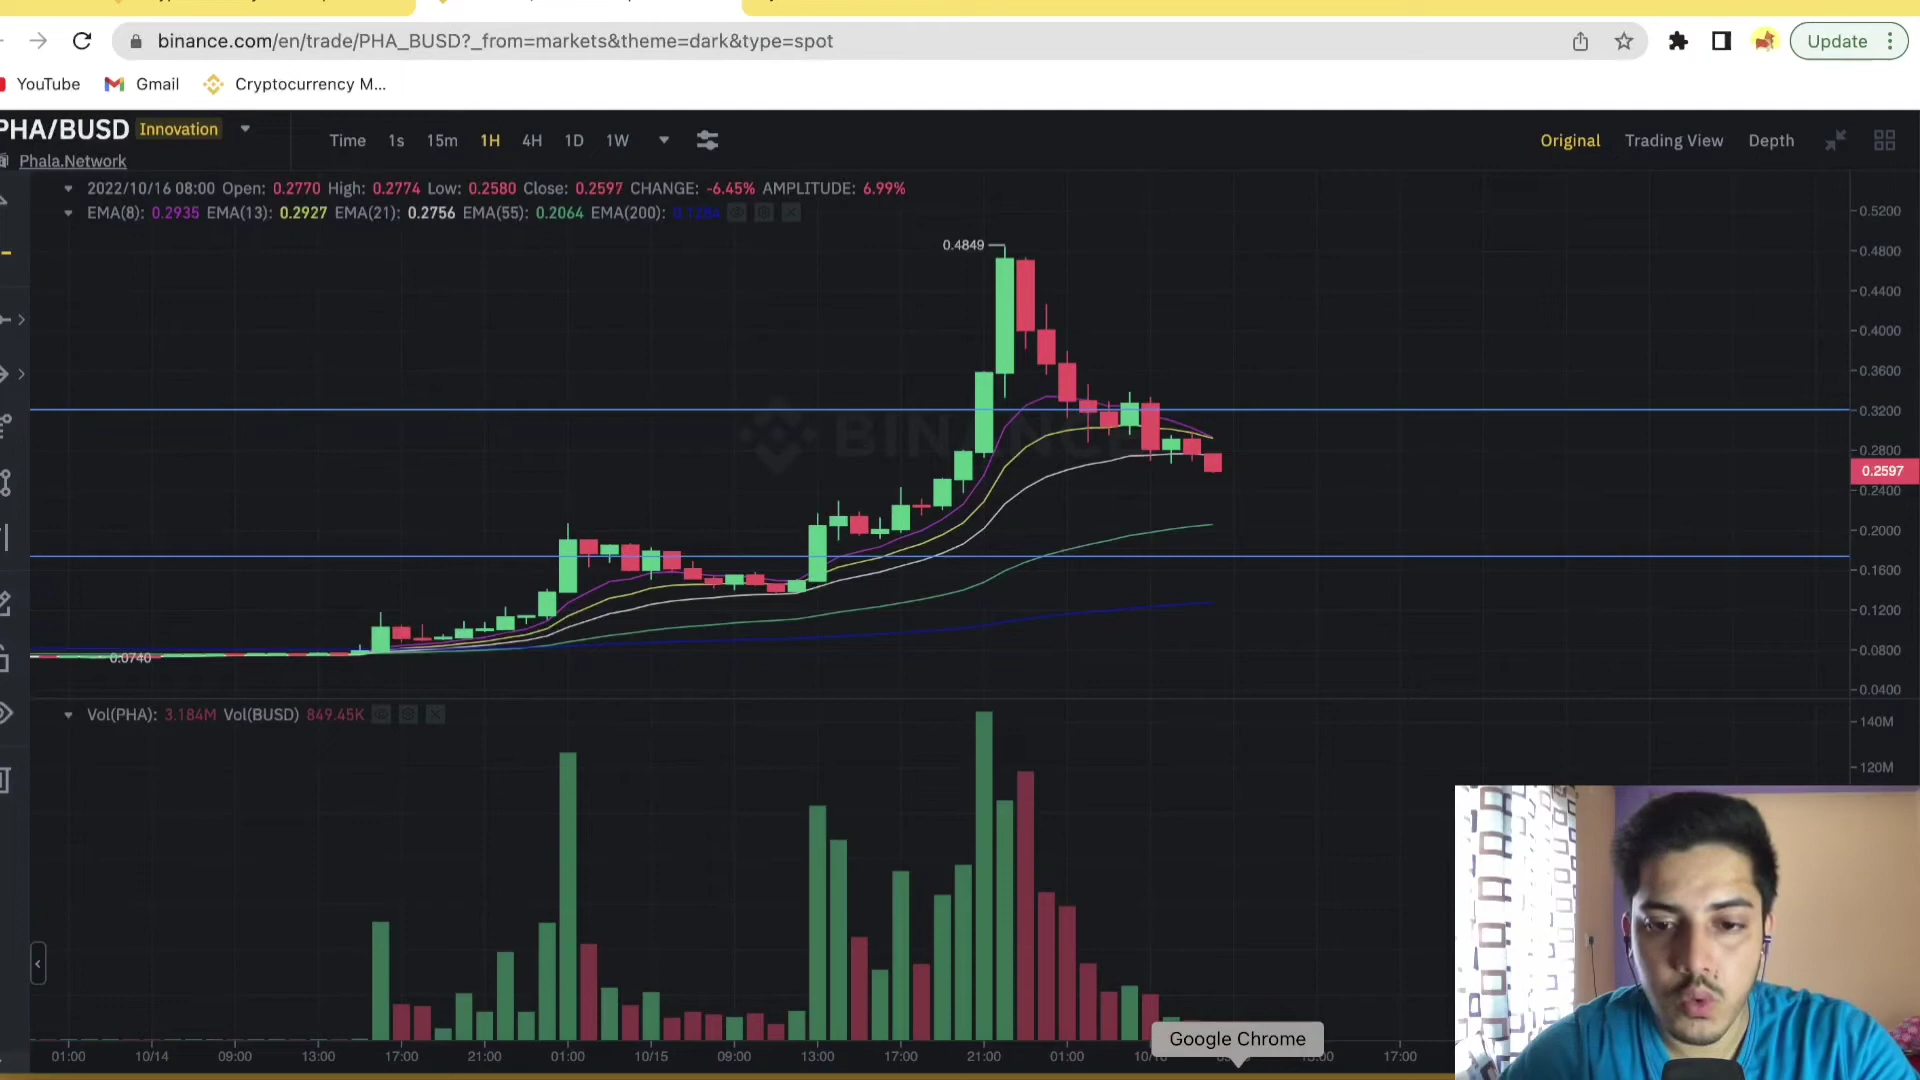 binance.com/en/trade/PHA_BUSD?_from=markets&theme=dark&type=spot
Update
YouTube Gmail Cryptocurrency M...
PHA/BUSD Innovation
Phala.Network
Time 1s 15m 1H 4H 1D 1W
Original Trading View Depth
2022/10/16 08:00 Open: 0.2770 High: 0.2774 Low: 0.2580 Close: 0.2597 CHANGE: -6.45% AMPLITUDE: 6.99%
EMA(8): 0.2935 EMA(13): 0.2927 EMA(21): 0.2756 EMA(55): 0.2064 EMA(200): 0.1284
0.4849
0.0740
BINANCE
0.5200
0.4800
0.4400
0.4000
0.3600
0.3200
0.2800
0.2597
0.2400
0.2000
0.1600
0.1200
0.0800
0.0400
Vol(PHA): 3.184M Vol(BUSD) 849.45K
140M
120M
Google Chrome
01:00 10/14 09:00 13:00 17:00 21:00 01:00 10/15 09:00 13:00 17:00 21:00 01:00 17:00